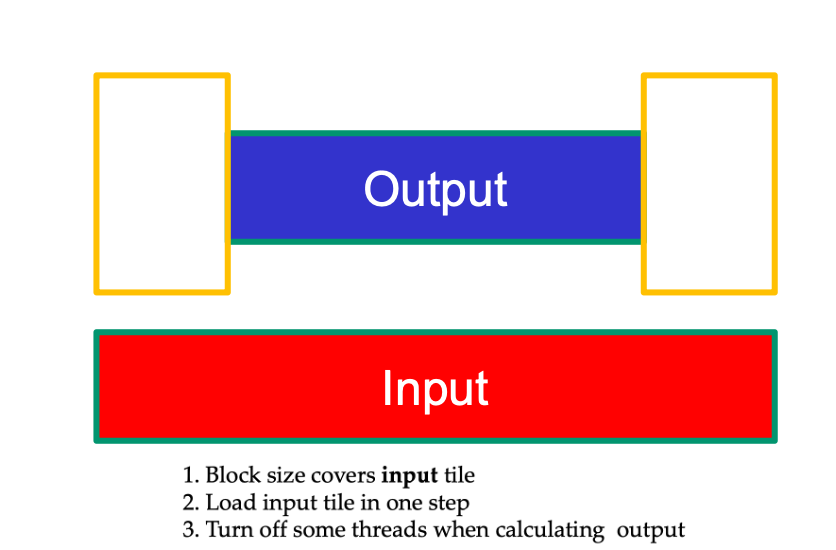 Output
Input
1. Block size covers input tile
2. Load input tile in one step
3. Turn off some threads when calculating  output